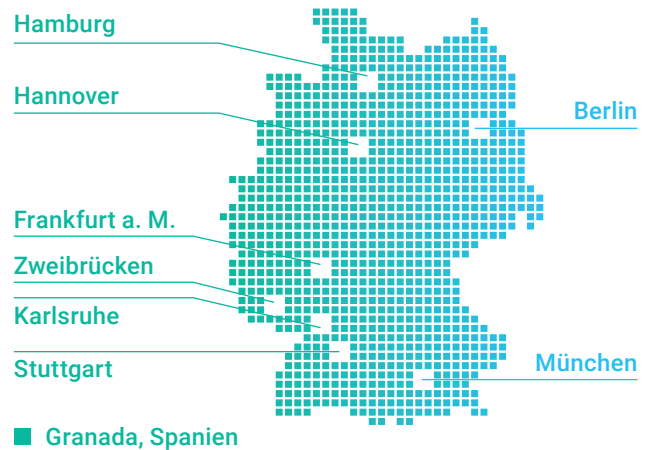 Hamburg
Hannover
Berlin
Frankfurt a. M.
Zweibrücken
Karlsruhe
Stuttgart
München
Granada, Spanien